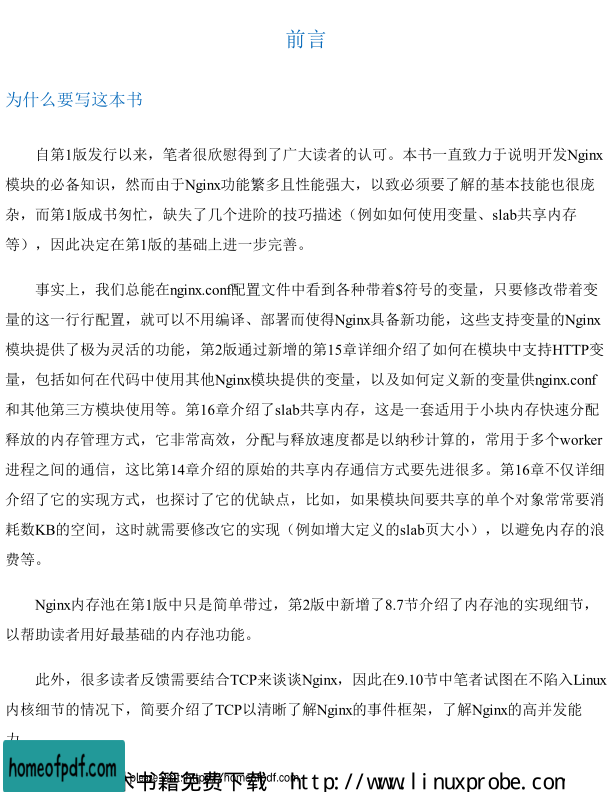 前言
为什么要写这本书
自第1版发行以来，笔者很欣慰得到了广大读者的认可。本书一直致力于说明开发Nginx
模块的必备知识，然而由于Nginx功能繁多且性能强大，以致必须要了解的基本技能也很庞
杂，而第1版成书匆忙，缺失了几个进阶的技巧描述（例如如何使用变量、slab共享内存
等），因此决定在第1版的基础上进一步完善。
事实上，我们总能在nginx.conf配置文件中看到各种带着$符号的变量，只要修改带着变
量的这一行行配置，就可以不用编译、部署而使得Nginx具备新功能，这些支持变量的Nginx
模块提供了极为灵活的功能，第2版通过新增的第15章详细介绍了如何在模块中支持HTTP变
量，包括如何在代码中使用其他Nginx模块提供的变量，以及如何定义新的变量供nginx.conf
和其他第三方模块使用等。第16章介绍了slab共享内存，这是一套适用于小块内存快速分配
释放的内存管理方式，它非常高效，分配与释放速度都是以纳秒计算的，常用于多个worker
进程之间的通信，这比第14章介绍的原始的共享内存通信方式要先进很多。第16章不仅详细
介绍了它的实现方式，也探讨了它的优缺点，比如，如果模块间要共享的单个对象常常要消
耗数KB的空间，这时就需要修改它的实现（例如增大定义的slab页大小），以避免内存的浪
费等。
Nginx内存池在第1版中只是简单带过，第2版中新增了8.7节介绍了内存池的实现细节，
以帮助读者用好最基础的内存池功能。
此外，很多读者反馈需要结合TCP来谈谈Nginx，因此在9.10节中笔者试图在不陷入Linux
内核细节的情况下，简要介绍了TCP以清晰了解Nginx的事件框架，了解Nginx的高并发能
力
homeofpdf.com
术书籍免费下载 http://www.linuxprobe.com